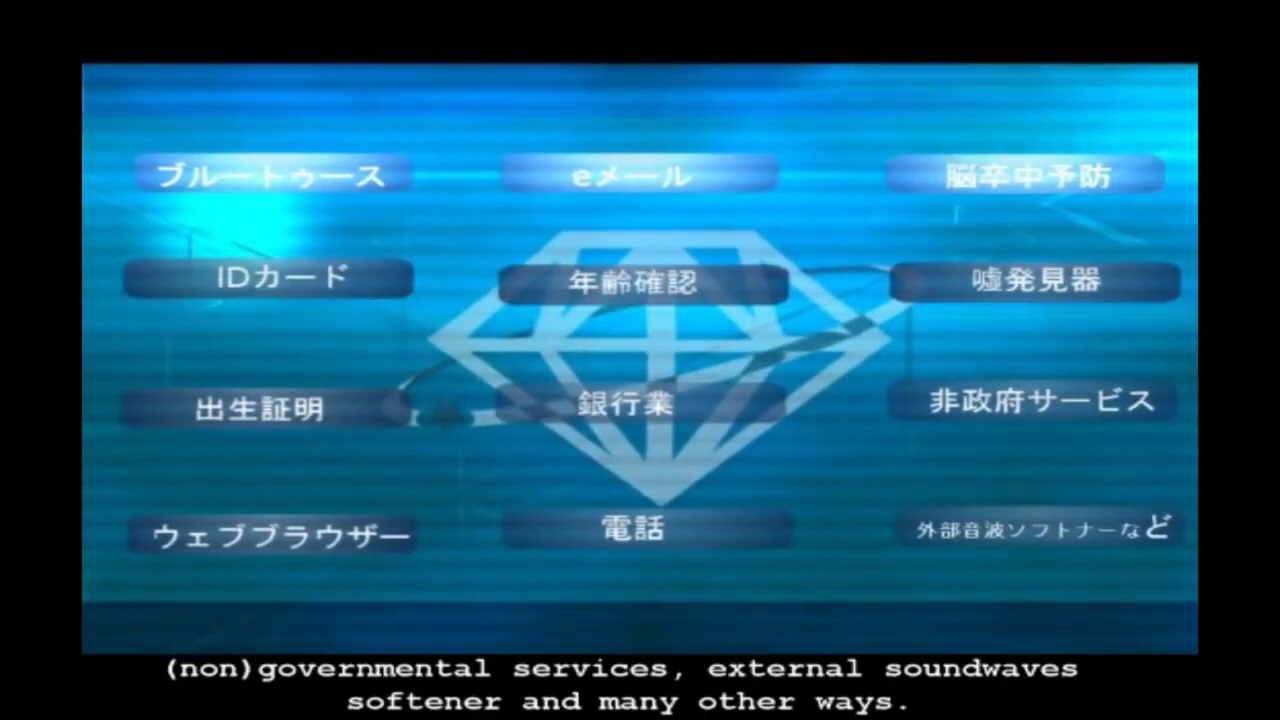 ブルートゥース
eメール
脳卒中予防
IDカード
年齢確認
嘘発見器
出生証明
銀行業
非政府サービス
ウェブブラウザー
電話
外部音波ソフトナーなど
(non)governmental services, external soundwaves
softener and many other ways.